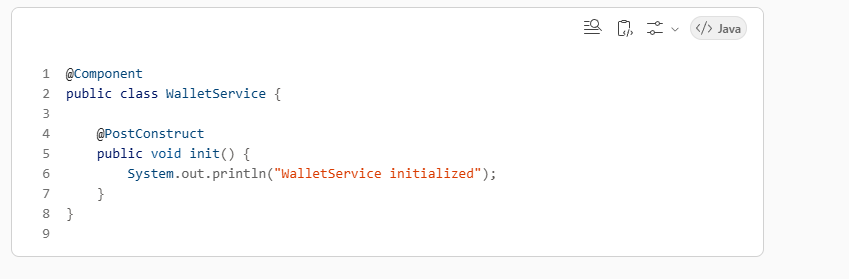 </> Java
1 @Component
2 public class WalletService {
3
4     @PostConstruct
5     public void init() {
6         System.out.println("WalletService initialized");
7     }
8 }
9